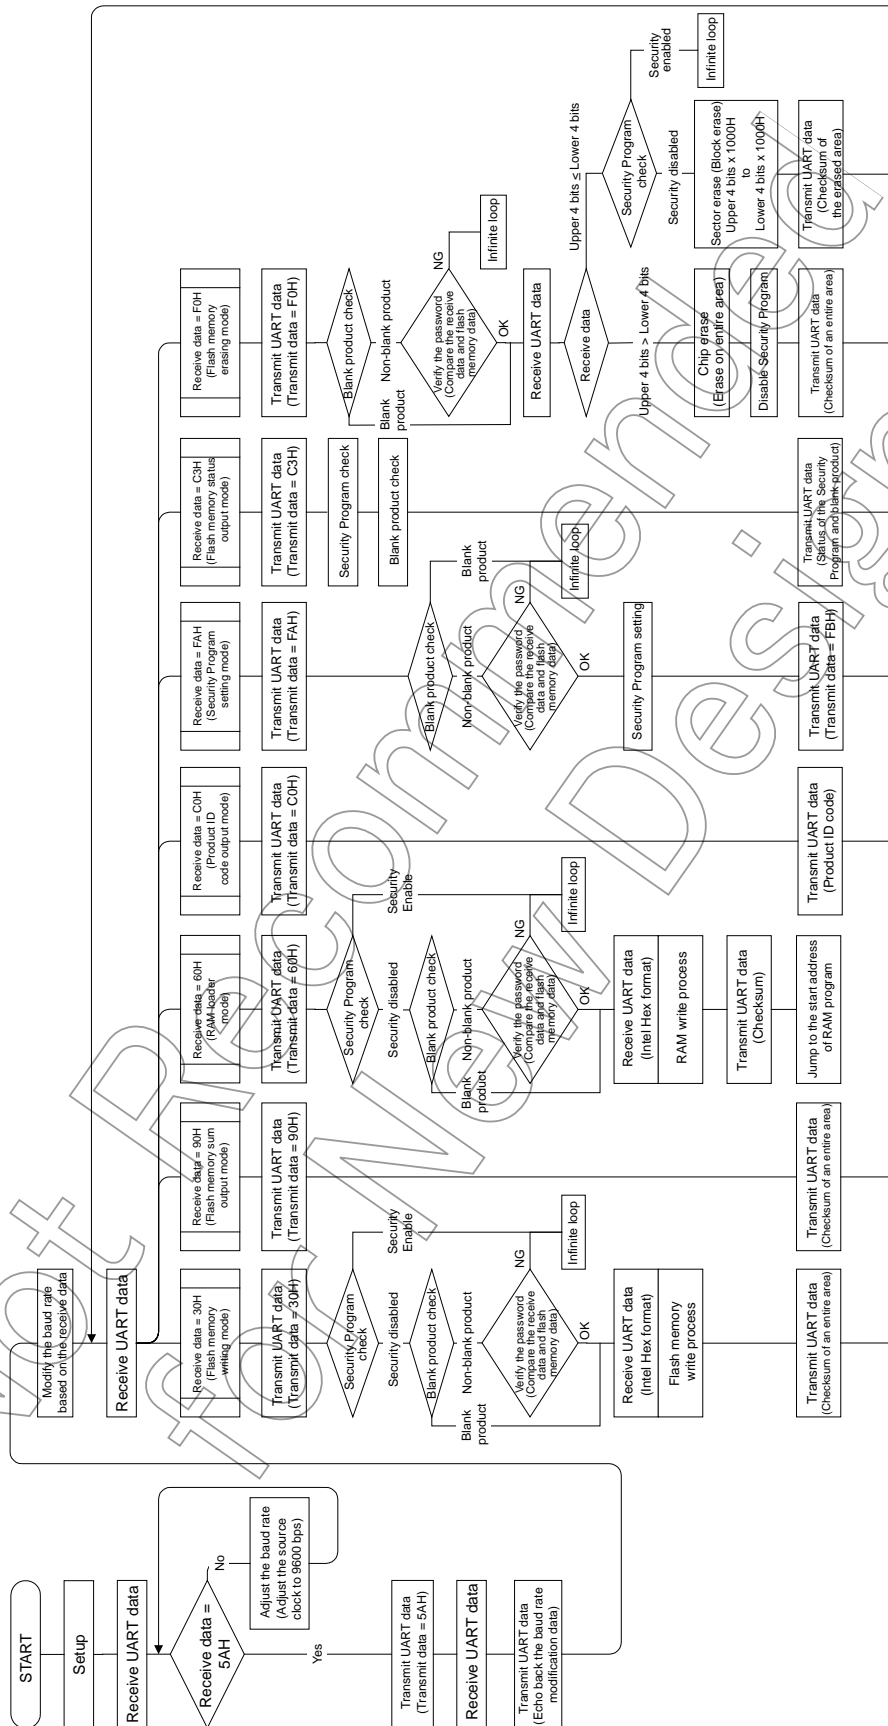 START
Setup
Receive UART data
Receive data =
5AH
No
Adjust the baud rate
(Adjust the source
clock to 9600 bps)
Yes
Transmit UART data
(Transmit data = 5AH)
Receive UART data
Transmit UART data
(Echo back the baud rate
modification data)
Modify the baud rate
based on the receive data
Receive UART data
Receive data = 30H
(Flash memory
writing mode)
Transmit UART data
(Transmit data = 30H)
Security Program
check
Security
Enable
Security disabled
Blank product check
Blank
product
Non-blank product
Verify the password
(Compare the receive
data and flash
memory data)
NG
Infinite loop
OK
Receive UART data
(Intel Hex format)
Flash memory
write process
Transmit UART data
(Checksum of an entire area)
Receive data = 90H
(Flash memory sum
output mode)
Transmit UART data
(Transmit data = 90H)
Transmit UART data
(Checksum of an entire area)
Receive data = 60H
(RAM loader
mode)
Transmit UART data
(Transmit data = 60H)
Security Program
check
Security
Enable
Security disabled
Blank product check
Blank
product
Non-blank product
Verify the password
(Compare the receive
data and flash
memory data)
NG
Infinite loop
OK
Receive UART data
(Intel Hex format)
RAM write process
Transmit UART data
(Checksum)
Jump to the start address
of RAM program
Receive data = C0H
(Product ID
code output mode)
Transmit UART data
(Transmit data = C0H)
Transmit UART data
(Product ID code)
Receive data = FAH
(Security Program
setting mode)
Transmit UART data
(Transmit data = FAH)
Blank product check
Blank
product
Non-blank product
Verify the password
(Compare the receive
data and flash
memory data)
NG
Infinite loop
OK
Security Program setting
Transmit UART data
(Transmit data = FBH)
Receive data = C3H
(Flash memory status
output mode)
Transmit UART data
(Transmit data = C3H)
Security Program check
Blank product check
Transmit UART data
(Status of the Security
Program and blank product)
Receive data = F0H
(Flash memory
erasing mode)
Transmit UART data
(Transmit data = F0H)
Blank product check
Blank
product
Non-blank product
Verify the password
(Compare the receive
data and flash
memory data)
NG
Infinite loop
OK
Receive UART data
Receive data
Upper 4 bits > Lower 4 bits
Upper 4 bits ≤ Lower 4 bits
Chip erase
(Erase on entire area)
Disable Security Program
Transmit UART data
(Checksum of an entire area)
Security Program
check
Security
enabled
Infinite loop
Security disabled
Sector erase (Block erase)
Upper 4 bits x 1000H
to
Lower 4 bits x 1000H
Transmit UART data
(Checksum of
the erased area)
Not Recommended
for New Design